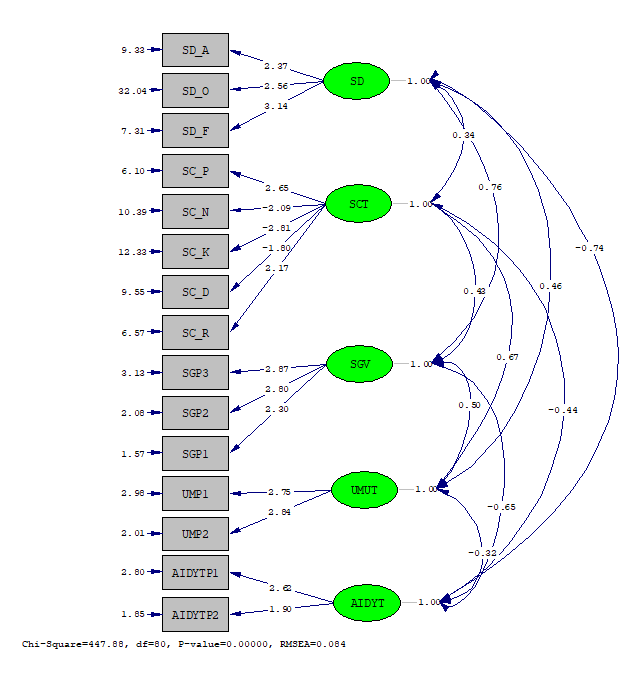 9.33 SD_A
2.37
32.04 SD_O 2.56 SD 1.00
3.14
7.31 SD_F 0.34
6.10 SC_P
2.65 0.76
10.39 SC_N -2.09 SCT 1.00
-2.81
12.33 SC_K -1.80 -0.74
2.17
9.55 SC_D 0.43 0.46
6.57 SC_R
0.67
3.13 SGP3 2.87 SGV 1.00
2.80
2.08 SGP2 2.30 0.50 -0.44
1.57 SGP1
2.98 UMP1 2.75 UMUT 1.00
2.84 -0.65
2.01 UMP2
-0.32
2.80 AIDYTP1
2.62
1.85 AIDYTP2 1.90 AIDYT 1.00
Chi-Square=447.88, df=80, P-value=0.00000, RMSEA=0.084